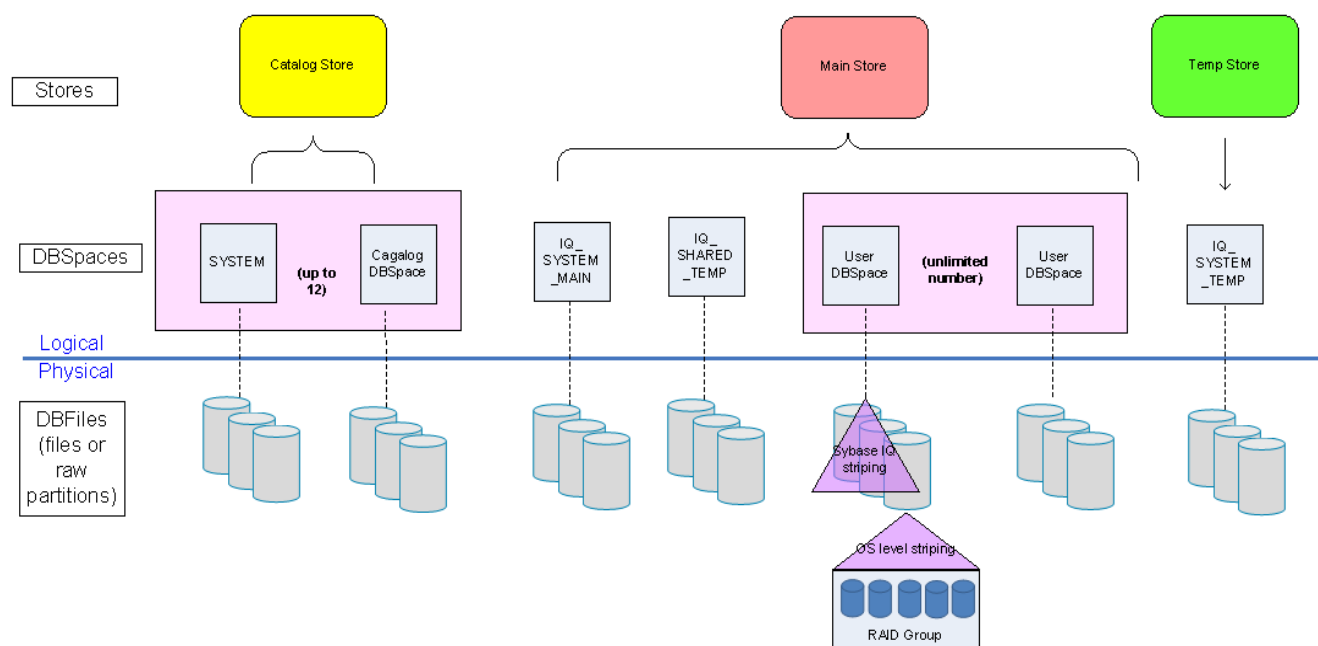 Catalog Store
Main Store
Temp Store
Stores
DBSpaces
SYSTEM
(up to
12)
Cagalog
DBSpace
IQ_
SYSTEM
_MAIN
IQ_
SHARED
_TEMP
User
DBSpace
(unlimited
number)
User
DBSpace
IQ_
SYSTEM
_TEMP
Logical
Physical
DBFiles
(files or
raw
partitions)
Sybase IQ
striping
OS level striping
RAID Group